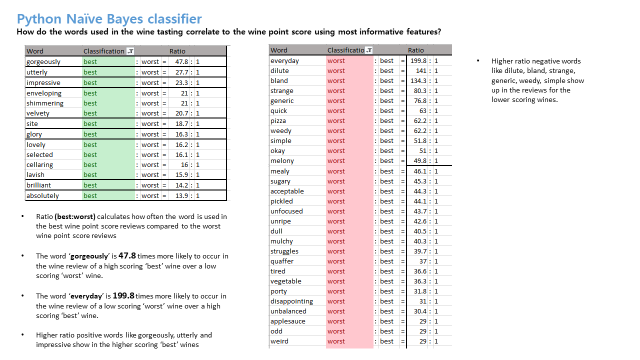 Python Naïve Bayes classifier
How do the words used in the wine tasting correlate to the wine point score using most informative features?
Word Classification Ratio
gorgeously best : worst = 47.8 : 1
utterly best : worst = 27.7 : 1
impressive best : worst = 23.3 : 1
enveloping best : worst = 21 : 1
shimmering best : worst = 21 : 1
velvety best : worst = 20.7 : 1
site best : worst = 18.7 : 1
glory best : worst = 16.3 : 1
lovely best : worst = 16.2 : 1
selected best : worst = 16.1 : 1
cellaring best : worst = 16 : 1
lavish best : worst = 15.9 : 1
brilliant best : worst = 14.2 : 1
absolutely best : worst = 13.9 : 1
• Ratio (best:worst) calculates how often the word is used in
the best wine point score reviews compared to the worst
wine point score reviews
• The word ‘gorgeously’ is 47.8 times more likely to occur in
the wine review of a high scoring ‘best’ wine over a low
scoring ‘worst’ wine.
• The word ‘everyday’ is 199.8 times more likely to occur in
the wine review of a low scoring ‘worst’ wine over a high
scoring ‘best’ wine.
• Higher ratio positive words like gorgeously, utterly and
impressive show in the higher scoring ‘best’ wines
Word Classificatio Ratio
everyday worst : best = 199.8 : 1
dilute worst : best = 141 : 1
bland worst : best = 134.3 : 1
strange worst : best = 80.3 : 1
generic worst : best = 76.8 : 1
quick worst : best = 63 : 1
pizza worst : best = 62.2 : 1
weedy worst : best = 62.2 : 1
simple worst : best = 51.8 : 1
okay worst : best = 51 : 1
melony worst : best = 49.8 : 1
mealy worst : best = 46.1 : 1
sugary worst : best = 45.3 : 1
acceptable worst : best = 44.3 : 1
pickled worst : best = 44.1 : 1
unfocused worst : best = 43.7 : 1
unripe worst : best = 42.6 : 1
dull worst : best = 40.5 : 1
mulchy worst : best = 40.3 : 1
struggles worst : best = 39.7 : 1
quaffer worst : best = 37 : 1
tired worst : best = 36.6 : 1
vegetable worst : best = 36.3 : 1
porty worst : best = 31.8 : 1
disappointing worst : best = 31 : 1
unbalanced worst : best = 30.4 : 1
applesauce worst : best = 29 : 1
odd worst : best = 29 : 1
weird worst : best = 29 : 1
• Higher ratio negative words
like dilute, bland, strange,
generic, weedy, simple show
up in the reviews for the
lower scoring wines.